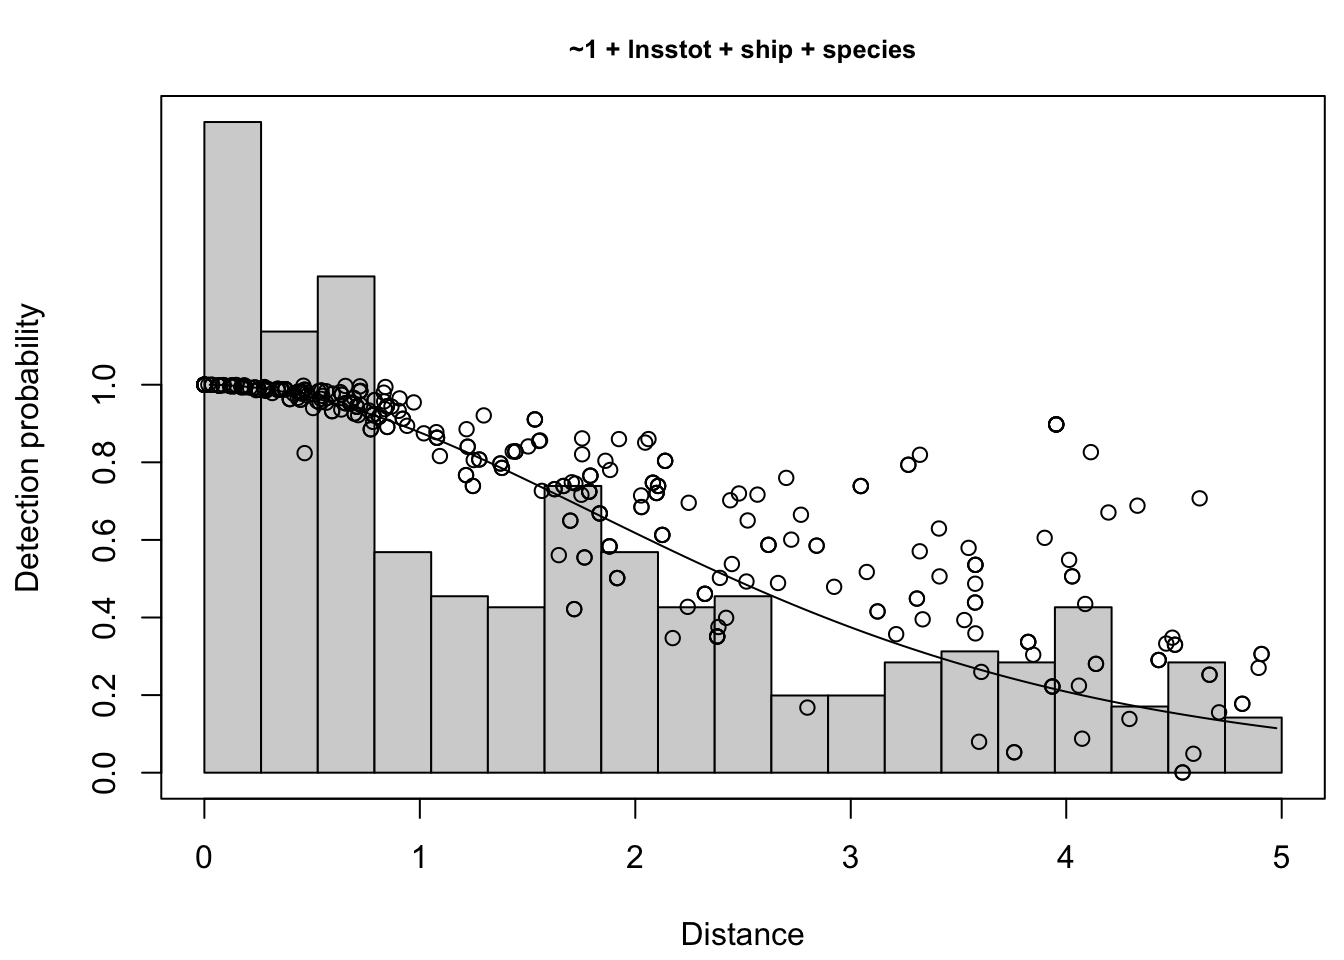 ~1 + lnsstot + ship + species
Detection probability
1.0
0.8
0.6
0.4
0.2
0.0
0 1 2 3 4 5
Distance